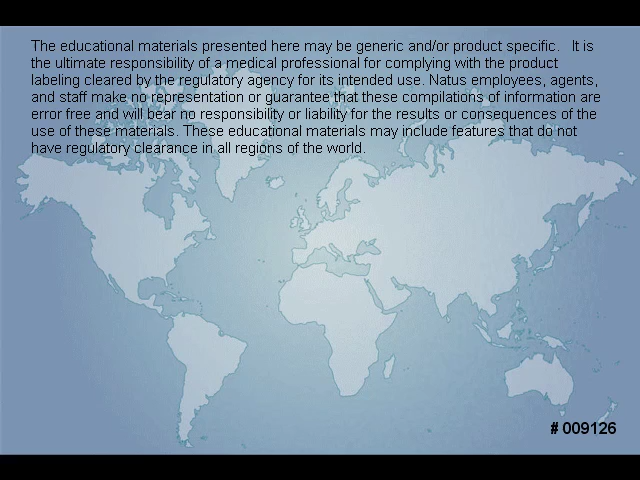 The educational materials presented here may be generic and/or product specific.   It is
the ultimate responsibility of a medical professional for complying with the product
labeling cleared by the regulatory agency for its intended use. Natus employees, agents,
and staff make no representation or guarantee that these compilations of information are
error free and will bear no responsibility or liability for the results or consequences of the
use of these materials. These educational materials may include features that do not
have regulatory clearance in all regions of the world.
# 009126